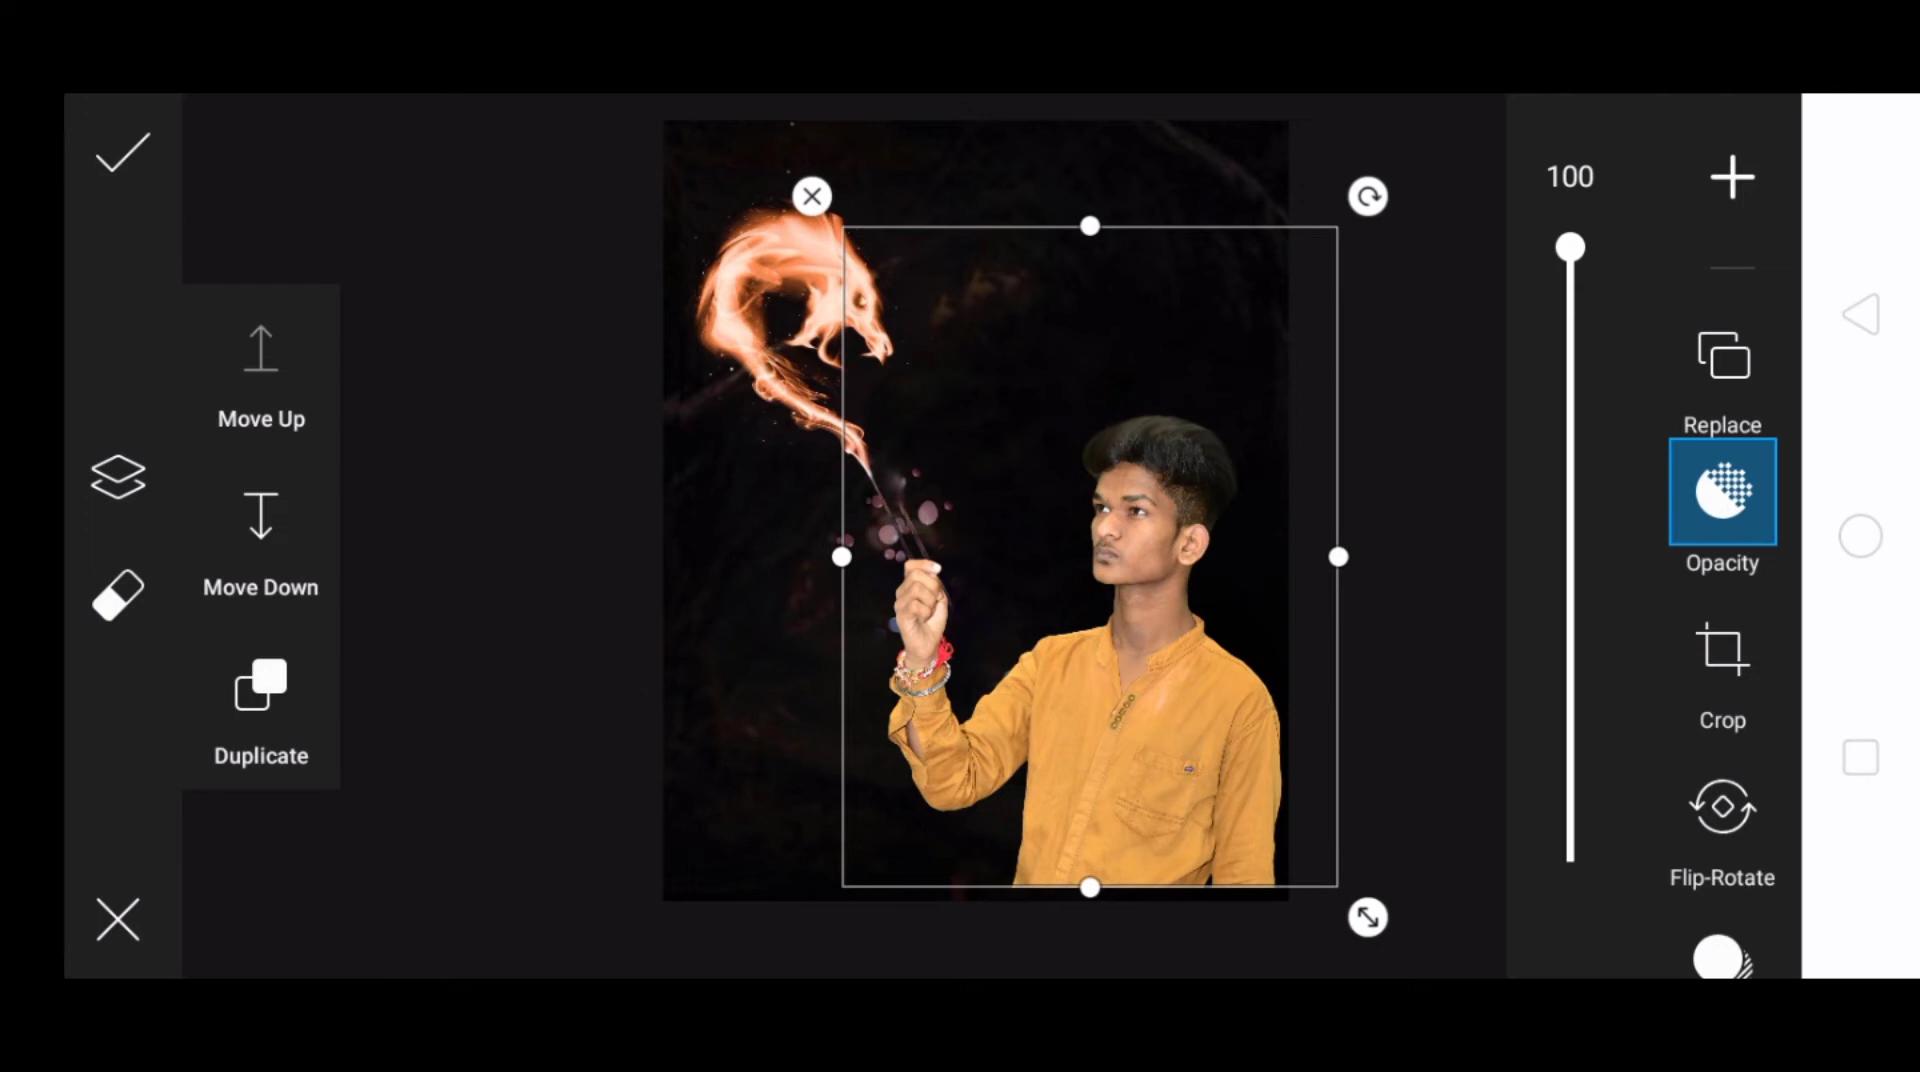 100
Move Up
Replace
Opacity
Move Down
Crop
Duplicate
Flip-Rotate